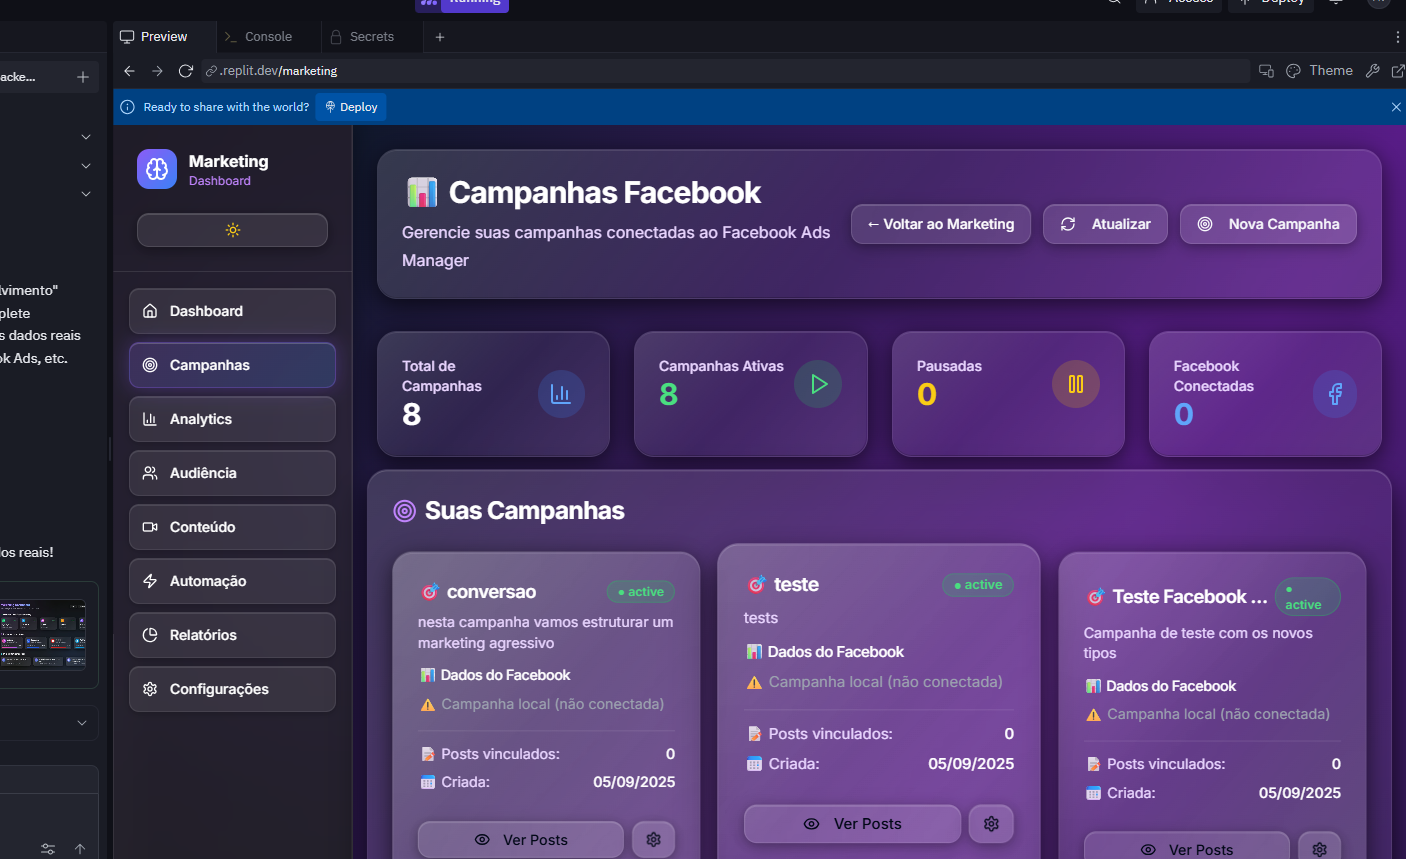 Running
Deploy
Preview
Console
Secrets
acke...
.replit.dev/marketing
Theme
Ready to share with the world?
Deploy
Marketing
Dashboard
Dashboard
Campanhas
Analytics
Audiência
Conteúdo
Automação
Relatórios
Configurações
lvimento"
plete
s dados reais
ok Ads, etc.
los reais!
Campanhas Facebook
Gerencie suas campanhas conectadas ao Facebook Ads
Manager
← Voltar ao Marketing
Atualizar
Nova Campanha
Total de
Campanhas
8
Campanhas Ativas
8
Pausadas
0
Facebook
Conectadas
0
Suas Campanhas
conversao
• active
nesta campanha vamos estruturar um
marketing agressivo
Dados do Facebook
Campanha local (não conectada)
Posts vinculados: 0
Criada: 05/09/2025
Ver Posts
teste
• active
tests
Dados do Facebook
Campanha local (não conectada)
Posts vinculados: 0
Criada: 05/09/2025
Ver Posts
Teste Facebook ...
•
active
Campanha de teste com os novos
tipos
Dados do Facebook
Campanha local (não conectada)
Posts vinculados: 0
Criada: 05/09/2025
Ver Posts